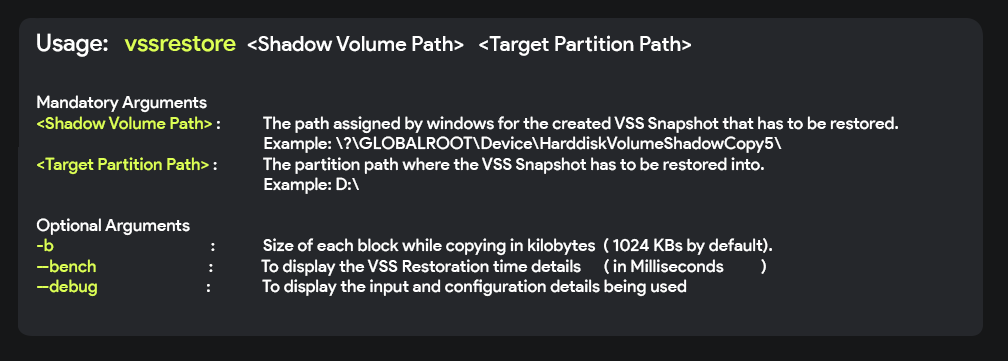 Usage: vssrestore <Shadow Volume Path> <Target Partition Path>
Mandatory Arguments
<Shadow Volume Path> : The path assigned by windows for the created VSS Snapshot that has to be restored.
Example: \?\GLOBALROOT\Device\HarddiskVolumeShadowCopy5\
<Target Partition Path> : The partition path where the VSS Snapshot has to be restored into.
Example: D:\
Optional Arguments
-b : Size of each block while copying in kilobytes ( 1024 KBs by default).
—bench : To display the VSS Restoration time details ( in Milliseconds )
—debug : To display the input and configuration details being used